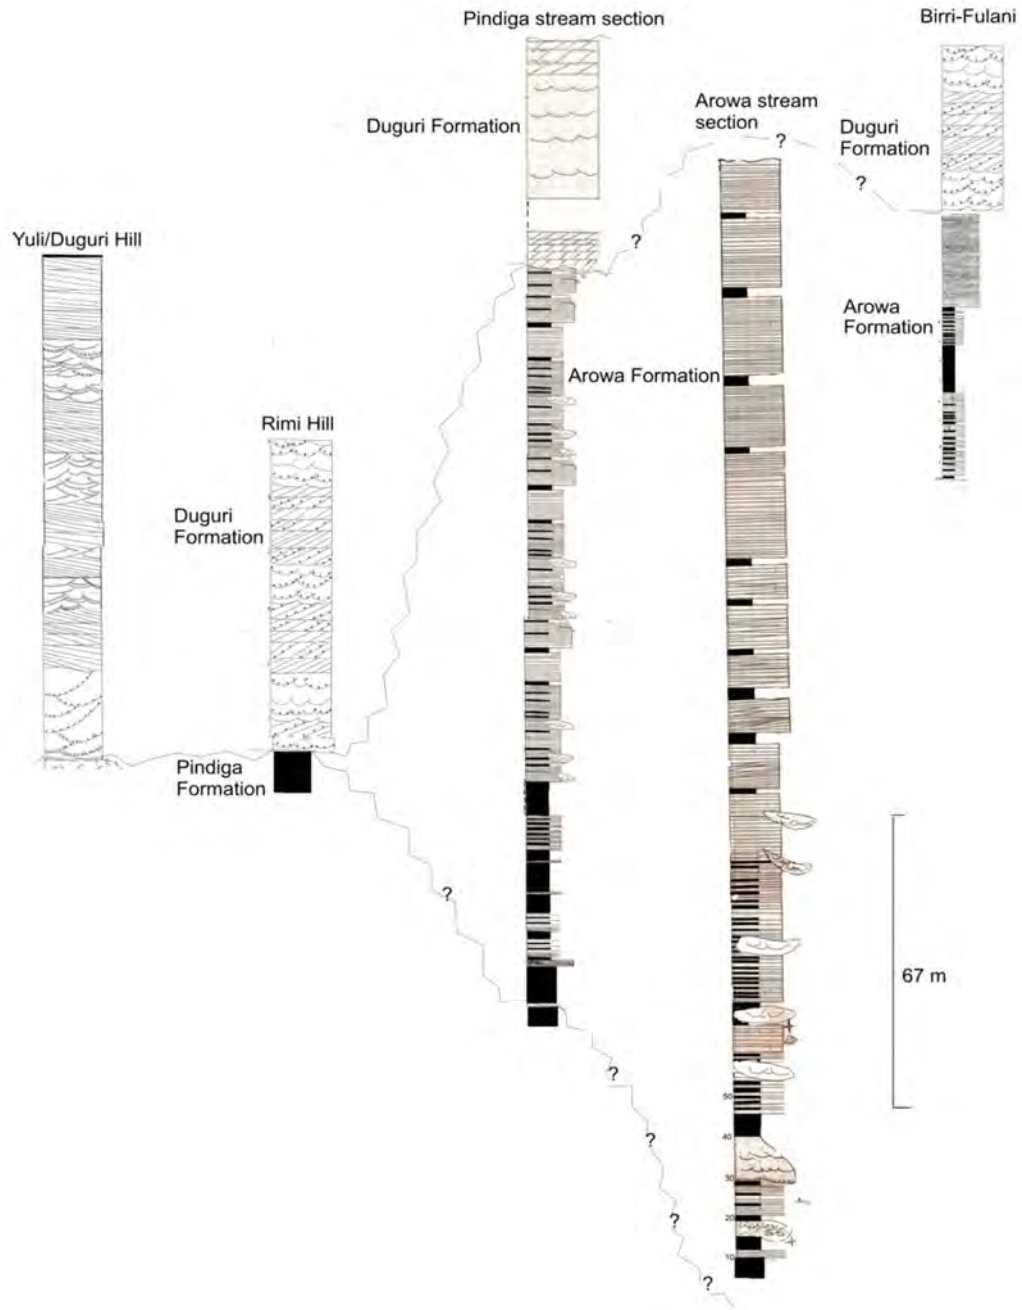 Pindiga stream section
Birri-Fulani
Duguri Formation
Arowa stream
section
?
Duguri
Formation
?
Yuli/Duguri Hill
?
Arowa
Formation
Arowa Formation
Rimi Hill
Duguri
Formation
Pindiga
Formation
?
67 m
?
50
?
40
30
?
20
10
?